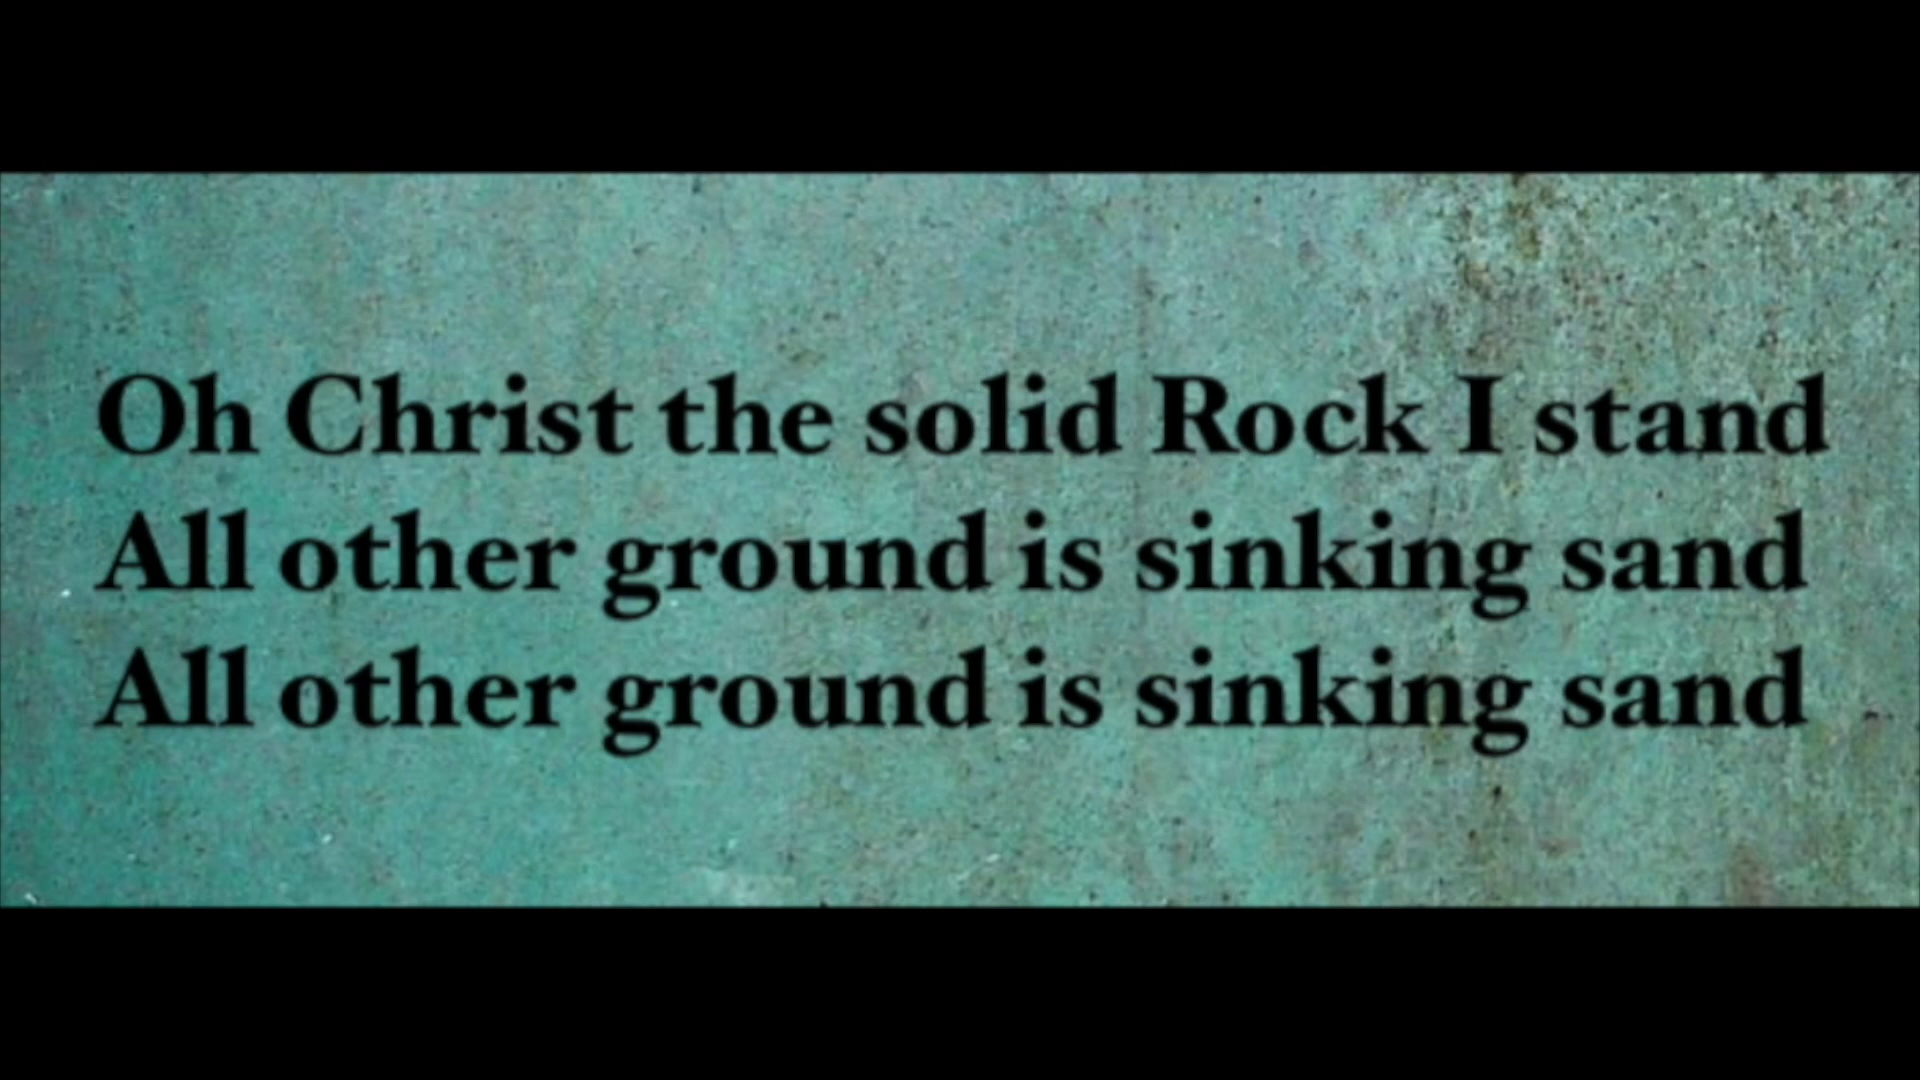 Oh Christ the solid Rock I stand
All other ground is sinking sand
All other ground is sinking sand